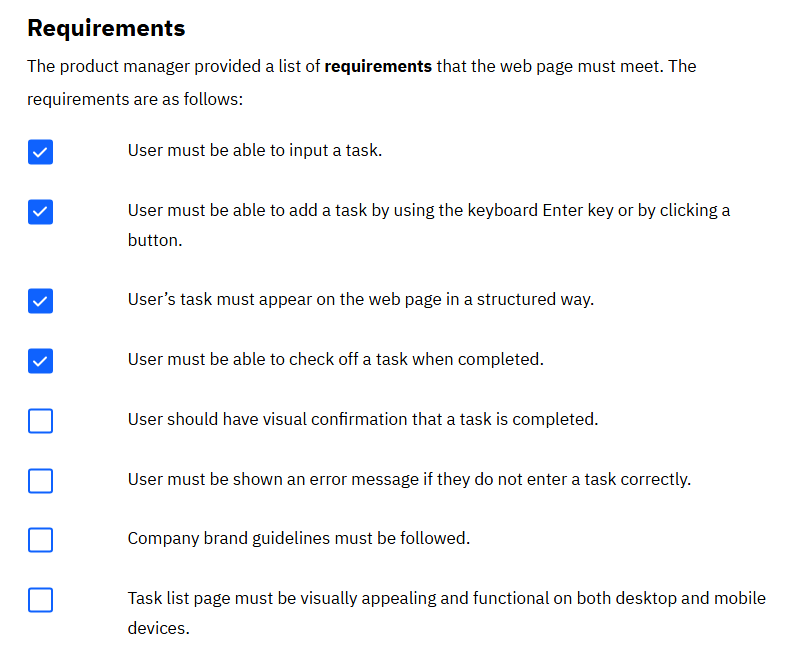 Requirements
The product manager provided a list of requirements that the web page must meet. The
requirements are as follows:
User must be able to input a task.
User must be able to add a task by using the keyboard Enter key or by clicking a
button.
User’s task must appear on the web page in a structured way.
User must be able to check off a task when completed.
User should have visual confirmation that a task is completed.
User must be shown an error message if they do not enter a task correctly.
Company brand guidelines must be followed.
Task list page must be visually appealing and functional on both desktop and mobile
devices.